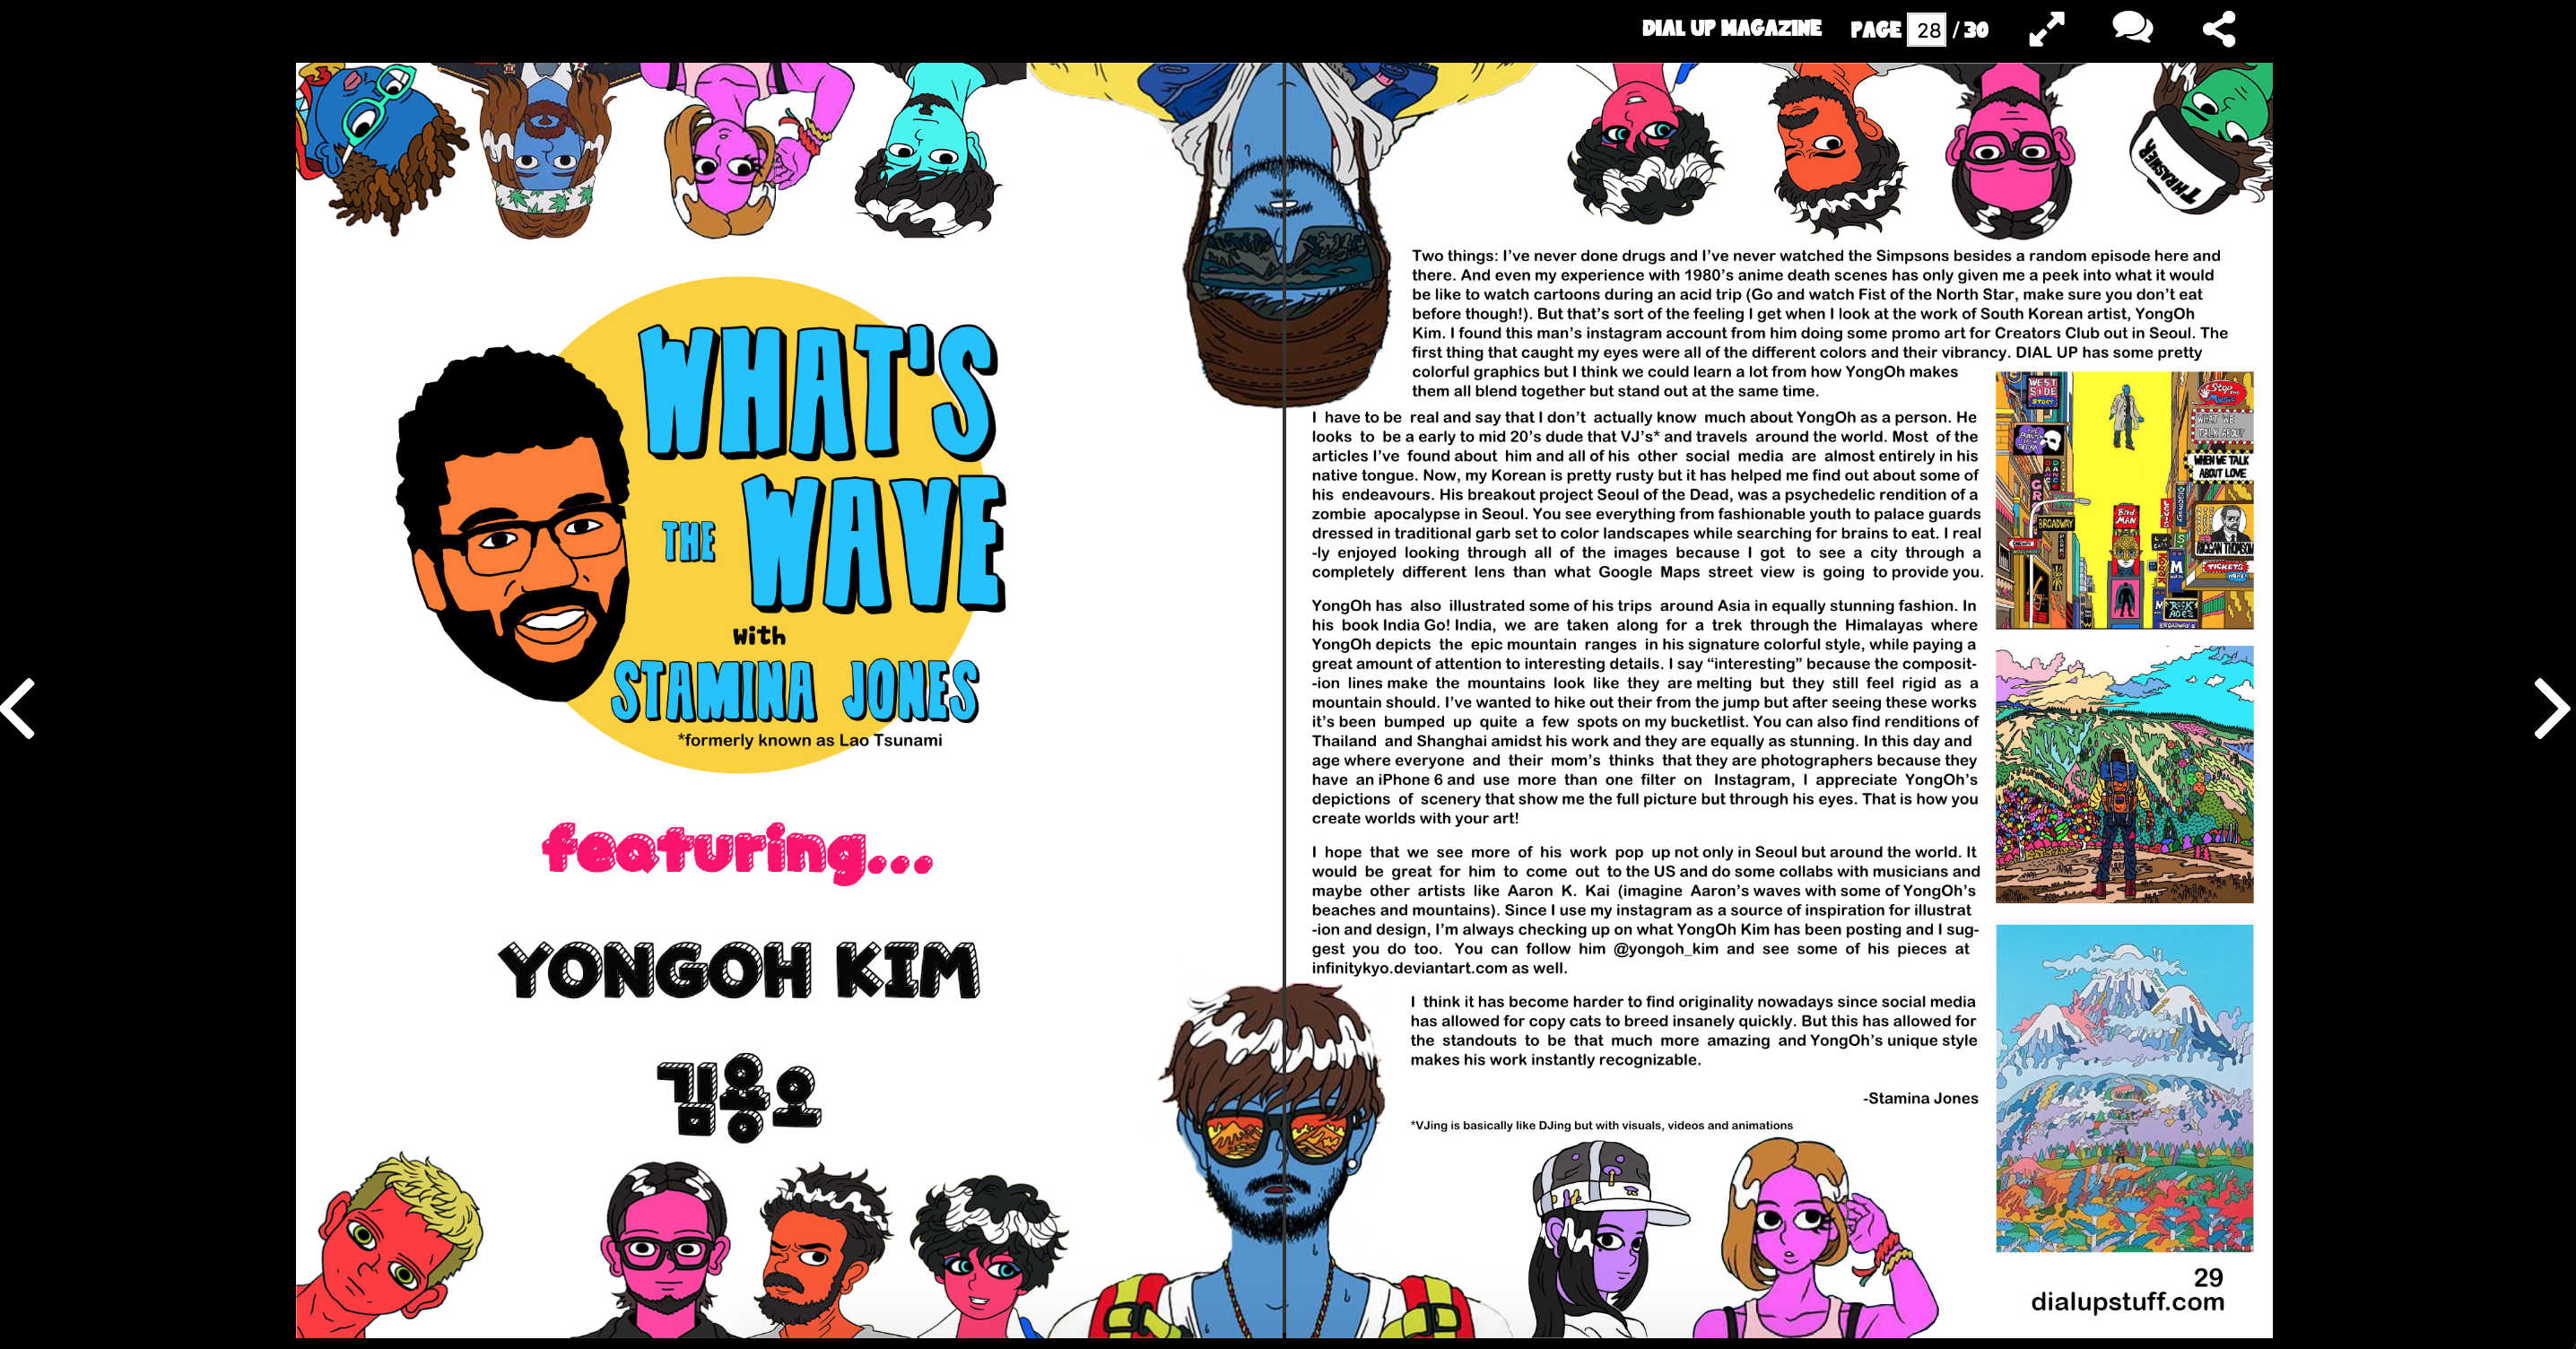 DIAL UP MAGAZINE PAGE 28 / 30
THRASHER
WHAT'S
THE WAVE
with
STAMINA JONES
*formerly known as Lao Tsunami
featuring...
YONGOH KIM
김용오
Two things: I've never done drugs and I've never watched the Simpsons besides a random episode here and
there. And even my experience with 1980's anime death scenes has only given me a peek into what it would
be like to watch cartoons during an acid trip (Go and watch Fist of the North Star, make sure you don't eat
before though!). But that's sort of the feeling I get when I look at the work of South Korean artist, YongOh
Kim. I found this man's instagram account from him doing some promo art for Creators Club out in Seoul. The
first thing that caught my eyes were all of the different colors and their vibrancy. DIAL UP has some pretty
colorful graphics but I think we could learn a lot from how YongOh makes
them all blend together but stand out at the same time.
I have to be real and say that I don't actually know much about YongOh as a person. He
looks to be a early to mid 20's dude that VJ's* and travels around the world. Most of the
articles I've found about him and all of his other social media are almost entirely in his
native tongue. Now, my Korean is pretty rusty but it has helped me find out about some of
his endeavours. His breakout project Seoul of the Dead, was a psychedelic rendition of a
zombie apocalypse in Seoul. You see everything from fashionable youth to palace guards
dressed in traditional garb set to color landscapes while searching for brains to eat. I real
-ly enjoyed looking through all of the images because I got to see a city through a
completely different lens than what Google Maps street view is going to provide you.
YongOh has also illustrated some of his trips around Asia in equally stunning fashion. In
his book India Go! India, we are taken along for a trek through the Himalayas where
YongOh depicts the epic mountain ranges in his signature colorful style, while paying a
great amount of attention to interesting details. I say “interesting” because the composit-
-ion lines make the mountains look like they are melting but they still feel rigid as a
mountain should. I've wanted to hike out their from the jump but after seeing these works
it's been bumped up quite a few spots on my bucketlist. You can also find renditions of
Thailand and Shanghai amidst his work and they are equally as stunning. In this day and
age where everyone and their mom's thinks that they are photographers because they
have an iPhone 6 and use more than one filter on Instagram, I appreciate YongOh's
depictions of scenery that show me the full picture but through his eyes. That is how you
create worlds with your art!
I hope that we see more of his work pop up not only in Seoul but around the world. It
would be great for him to come out to the US and do some collabs with musicians and
maybe other artists like Aaron K. Kai (imagine Aaron's waves with some of YongOh's
beaches and mountains). Since I use my instagram as a source of inspiration for illustrat
-ion and design, I'm always checking up on what YongOh Kim has been posting and I sug-
gest you do too. You can follow him @yongoh_kim and see some of his pieces at
infinitykyo.deviantart.com as well.
I think it has become harder to find originality nowadays since social media
has allowed for copy cats to breed insanely quickly. But this has allowed for
the standouts to be that much more amazing and YongOh's unique style
makes his work instantly recognizable.
-Stamina Jones
*VJing is basically like DJing but with visuals, videos and animations
WEST
SIDE
STORY
Stop
the
Music
WHAT WE
TALK ABOUT
WHEN WE TALK
ABOUT LOVE
BROADWAY
BIRD
MAN
RIGGAN THOMSON
TICKETS
ROCK
AGES
29
dialupstuff.com